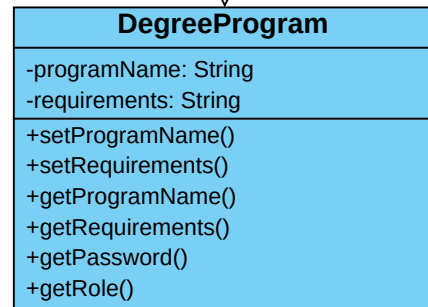 DegreeProgram
-programName: String
-requirements: String
+setProgramName()
+setRequirements()
+getProgramName()
+getRequirements()
+getPassword()
+getRole()